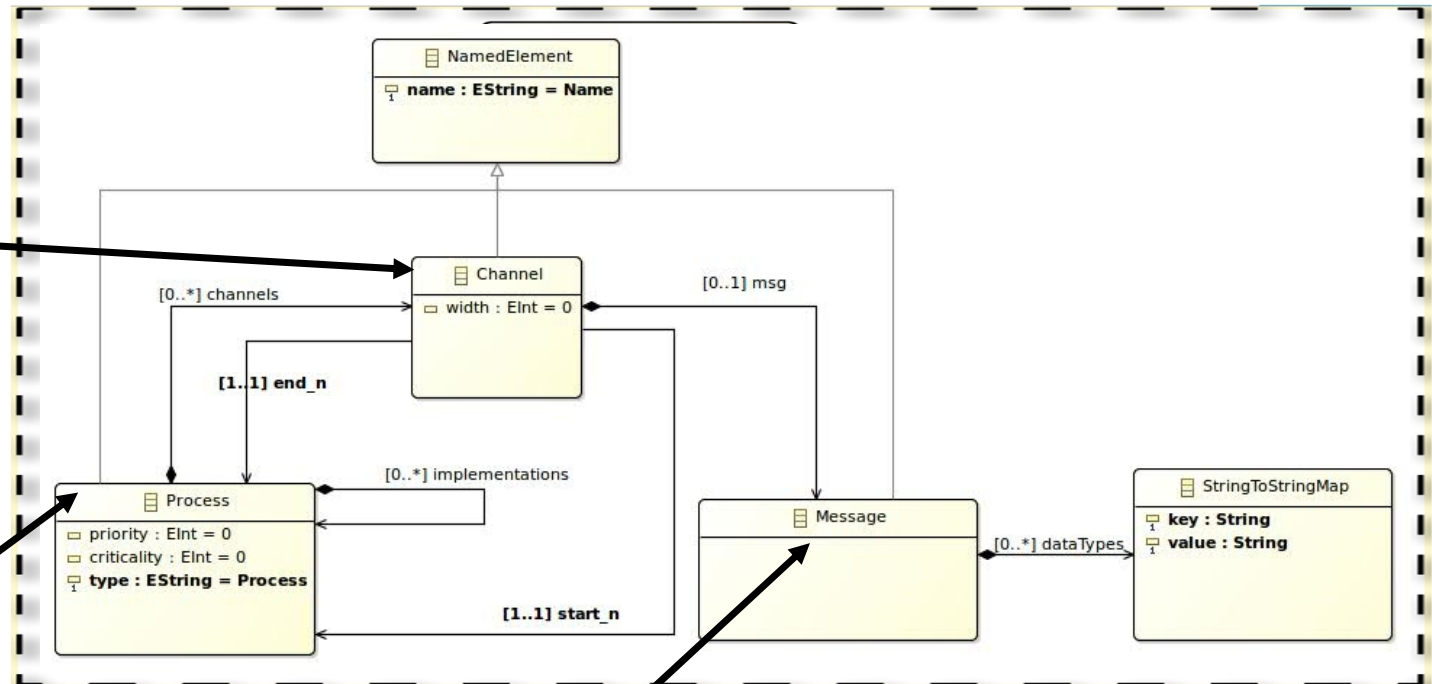 NamedElement
name : EString = Name
Channel
width : EInt = 0
[0..*] channels
[0..1] msg
[1..1] end_n
[0..*] implementations
Process
priority : EInt = 0
criticality : EInt = 0
type : EString = Process
[1..1] start_n
Message
[0..*] dataTypes
StringToStringMap
key : String
value : String